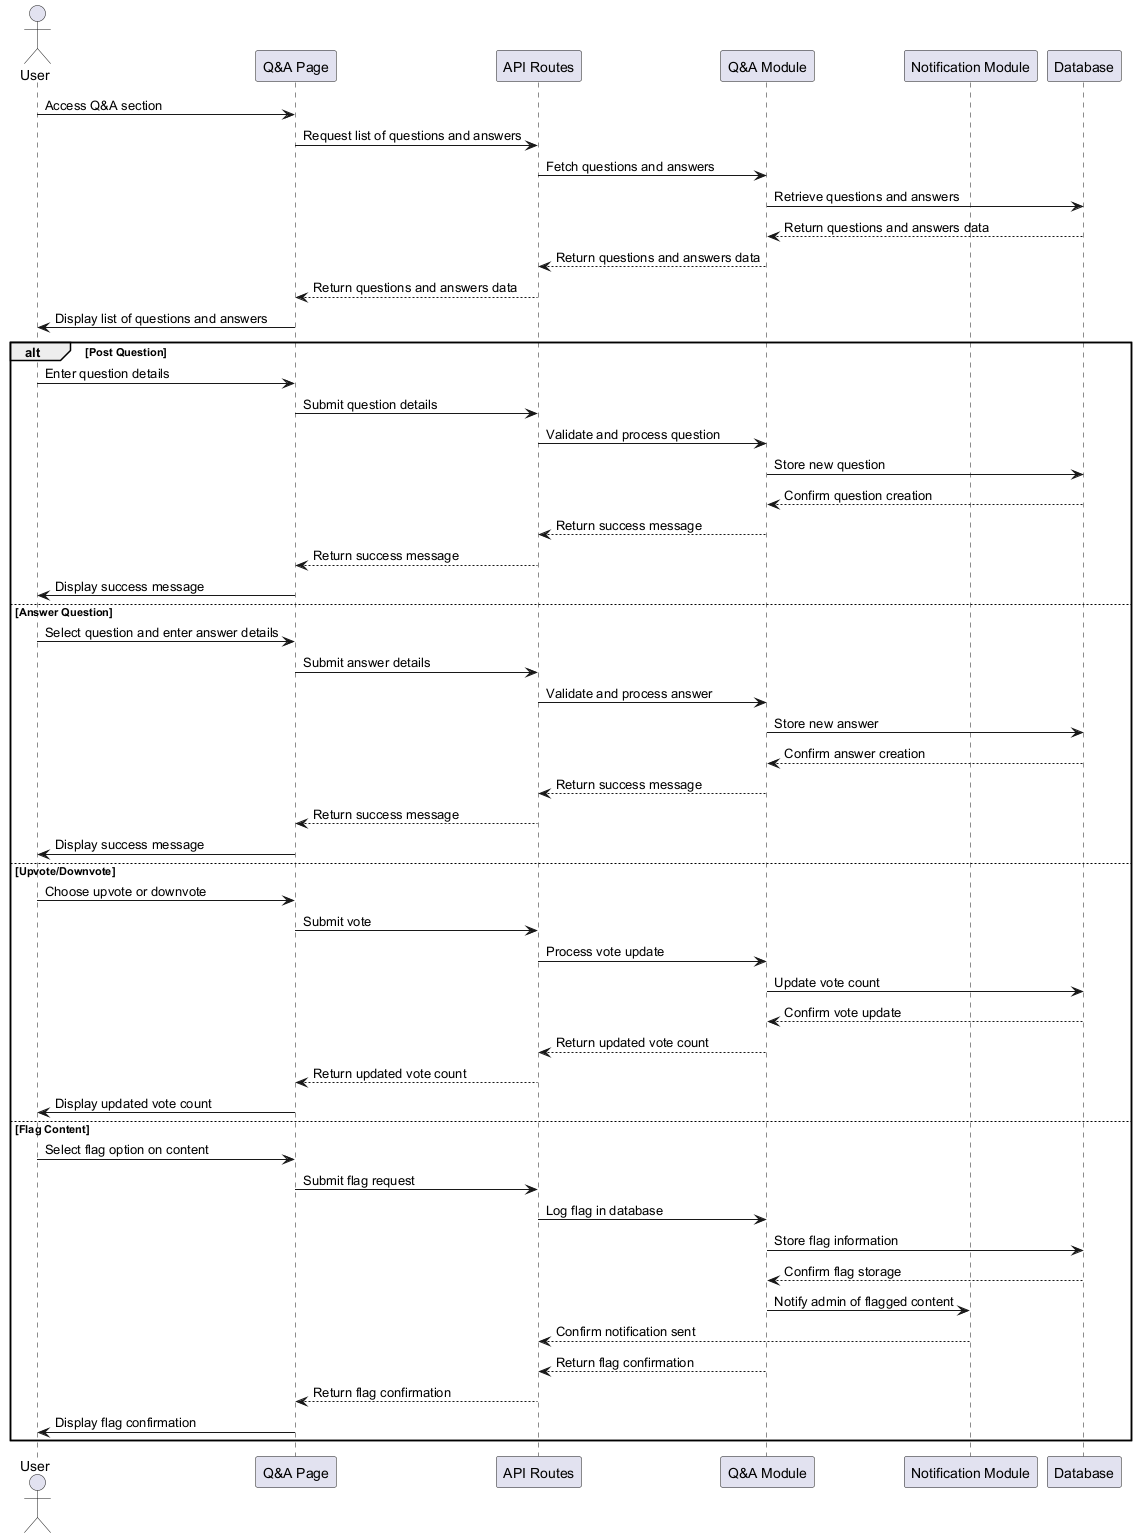 User
Q&A Page
API Routes
Q&A Module
Notification Module
Database
Access Q&A section
Request list of questions and answers
Fetch questions and answers
Retrieve questions and answers
Return questions and answers data
Return questions and answers data
Return questions and answers data
Display list of questions and answers
alt
[Post Question]
Enter question details
Submit question details
Validate and process question
Store new question
Confirm question creation
Return success message
Return success message
Display success message
[Answer Question]
Select question and enter answer details
Submit answer details
Validate and process answer
Store new answer
Confirm answer creation
Return success message
Return success message
Display success message
[Upvote/Downvote]
Choose upvote or downvote
Submit vote
Process vote update
Update vote count
Confirm vote update
Return updated vote count
Return updated vote count
Display updated vote count
[Flag Content]
Select flag option on content
Submit flag request
Log flag in database
Store flag information
Confirm flag storage
Notify admin of flagged content
Confirm notification sent
Return flag confirmation
Return flag confirmation
Display flag confirmation
User
Q&A Page
API Routes
Q&A Module
Notification Module
Database